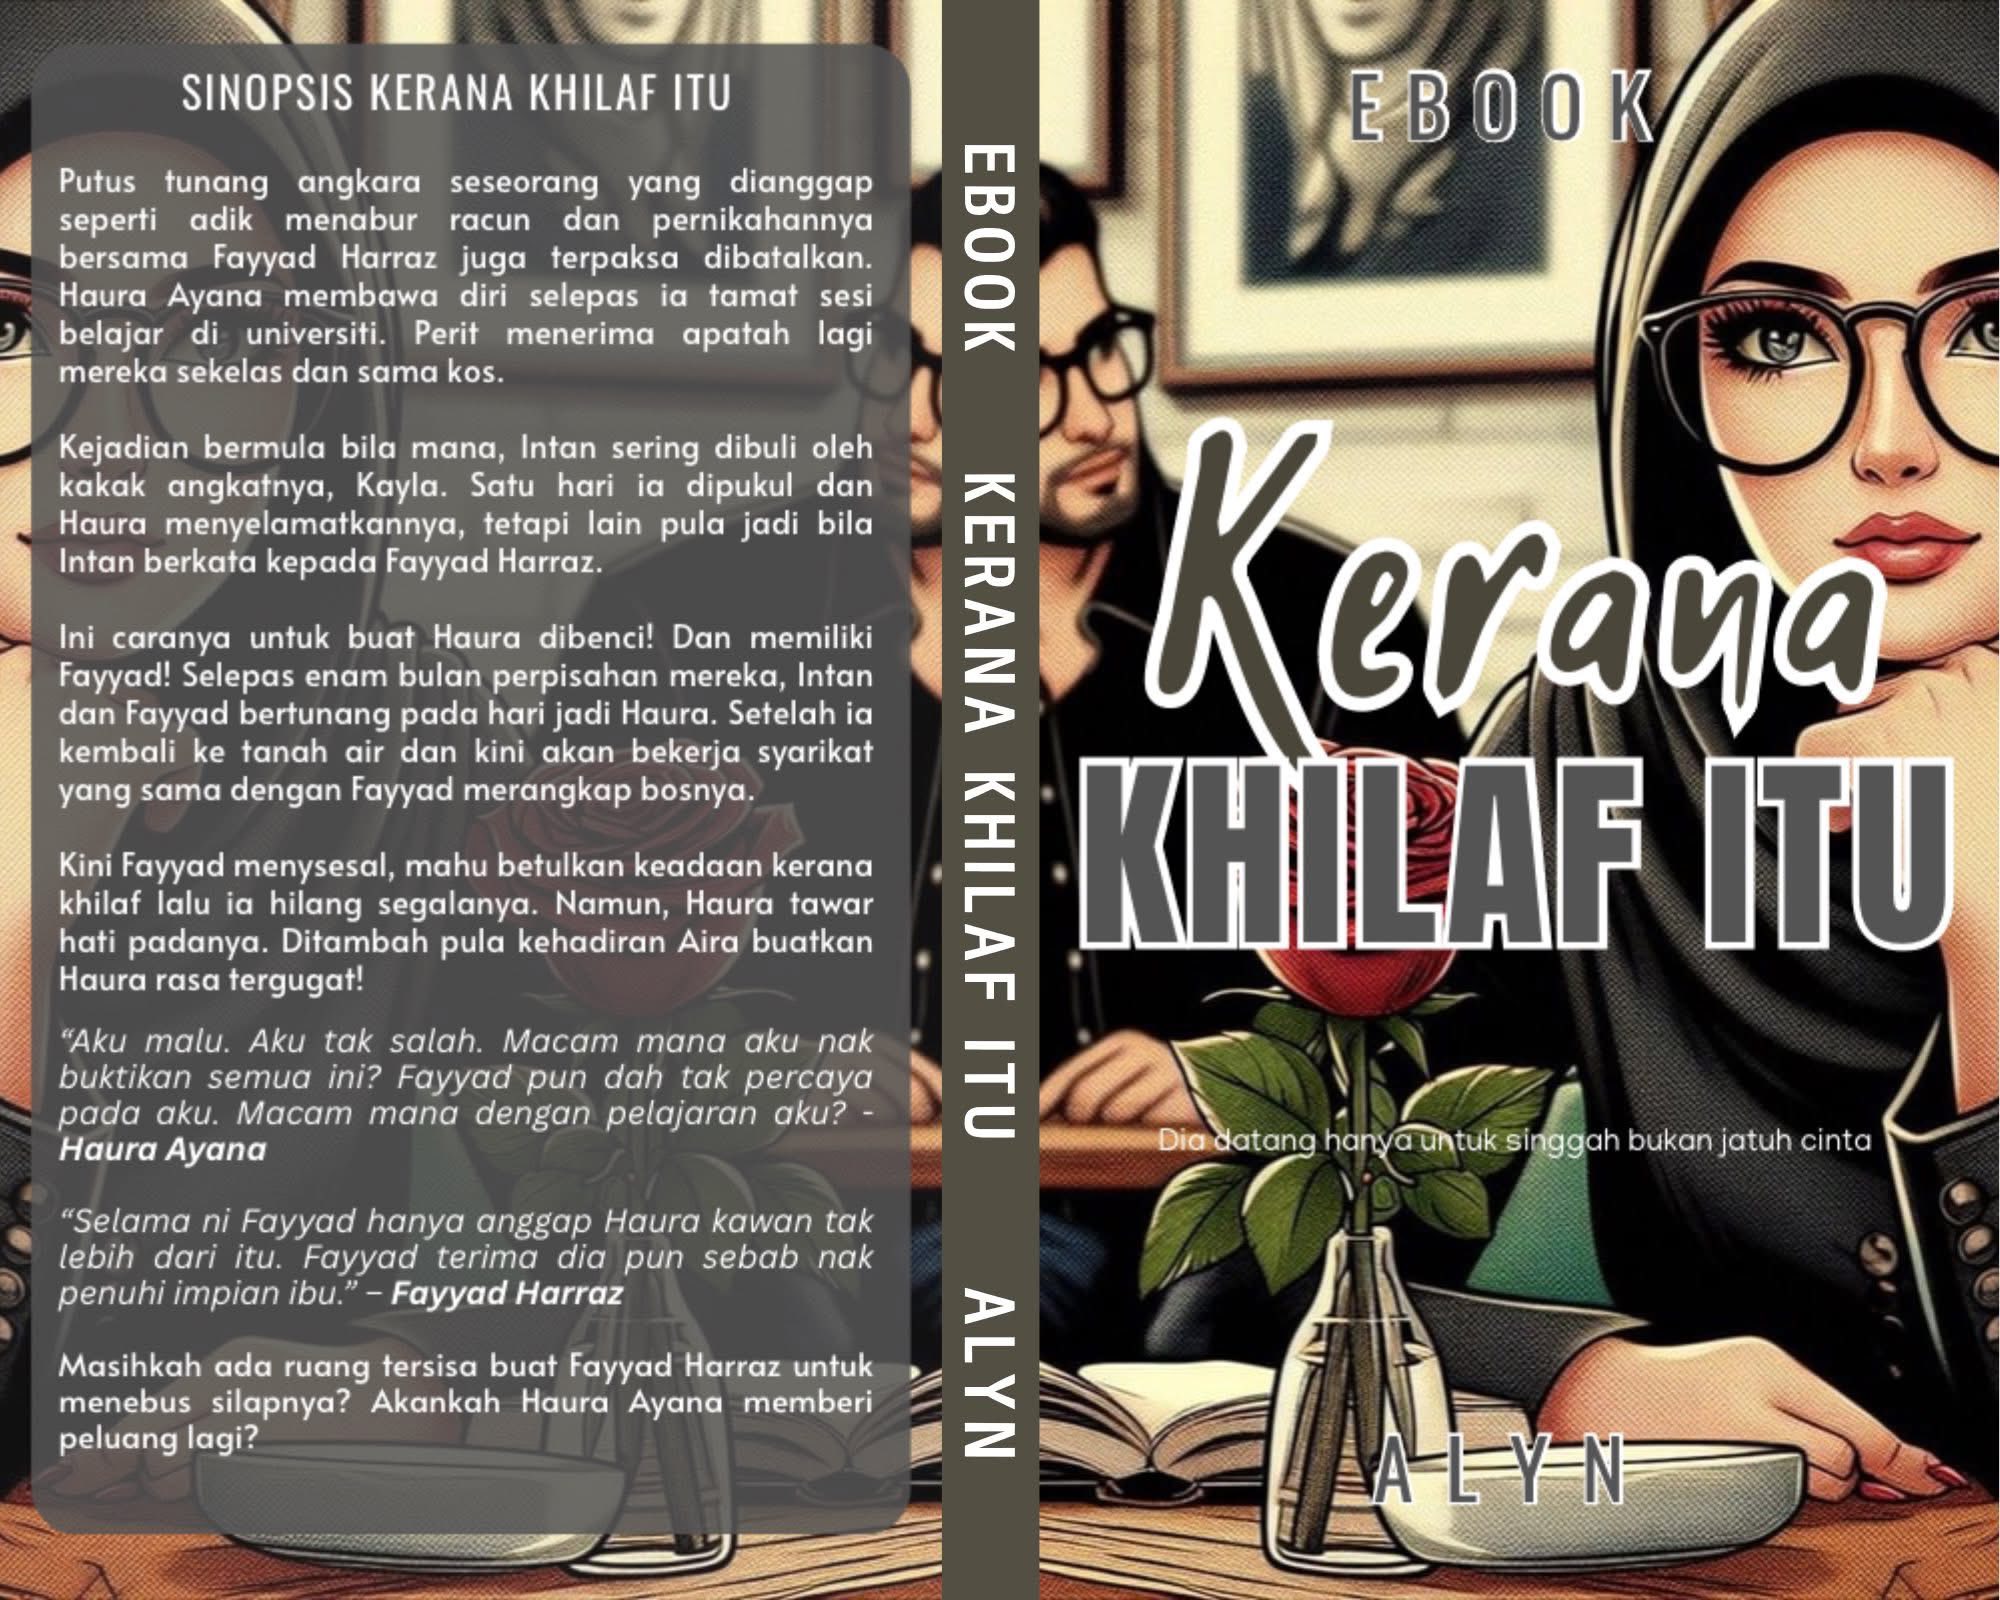 SINOPSIS KERANA KHILAF ITU
Putus tunang angkara seseorang yang dianggap
seperti adik menabur racun dan pernikahannya
bersama Fayyad Harraz juga terpaksa dibatalkan.
Haura Ayana membawa diri selepas ia tamat sesi
belajar di universiti. Perit menerima apatah lagi
mereka sekelas dan sama kos.
Kejadian bermula bila mana, Intan sering dibuli oleh
kakak angkatnya, Kayla. Satu hari ia dipukul dan
Haura menyelamatkannya, tetapi lain pula jadi bila
Intan berkata kepada Fayyad Harraz.
Ini caranya untuk buat Haura dibenci! Dan memiliki
Fayyad! Selepas enam bulan perpisahan mereka, Intan
dan Fayyad bertunang pada hari jadi Haura. Setelah ia
kembali ke tanah air dan kini akan bekerja syarikat
yang sama dengan Fayyad merangkap bosnya.
Kini Fayyad menysesal, mahu betulkan keadaan kerana
khilaf lalu ia hilang segalanya. Namun, Haura tawar
hati padanya. Ditambah pula kehadiran Aira buatkan
Haura rasa tergugat!
“Aku malu. Aku tak salah. Macam mana aku nak
buktikan semua ini? Fayyad pun dah tak percaya
pada aku. Macam mana dengan pelajaran aku? -
Haura Ayana
“Selama ni Fayyad hanya anggap Haura kawan tak
lebih dari itu. Fayyad terima dia pun sebab nak
penuhi impian ibu.” – Fayyad Harraz
Masihkah ada ruang tersisa buat Fayyad Harraz untuk
menebus silapnya? Akankah Haura Ayana memberi
peluang lagi?
EBOOK KERANA KHILAF ITU ALYN
EBOOK
Kerana
KHILAF ITU
Dia datang hanya untuk singgah bukan jatuh cinta
ALYN